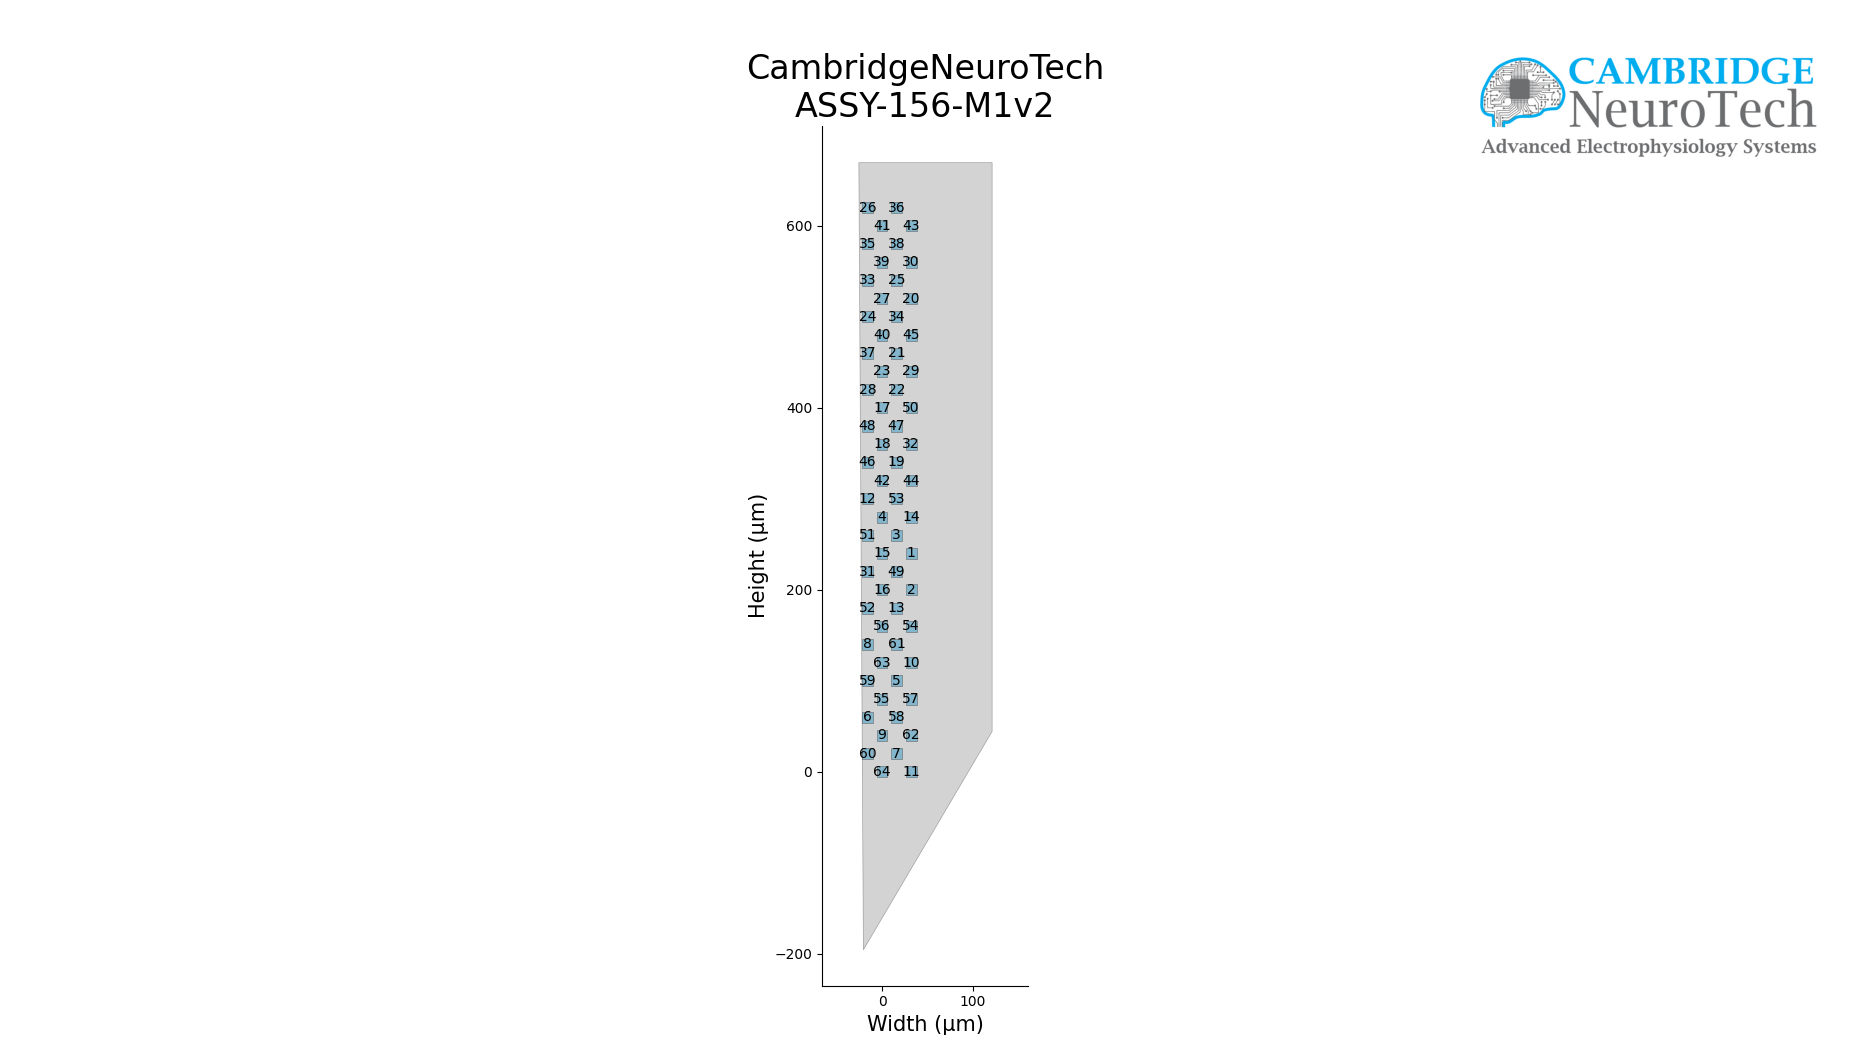 CambridgeNeuroTech
ASSY-156-M1v2
CAMBRIDGE
NeuroTech
Advanced Electrophysiology Systems
26 36
600 41 43
35 38
39 30
33 25
27 20
24 34
40 45
37 21
23 29
28 22
400 17 50
48 47
18 32
46 19
42 44
12 53
4 14
51 3
15 1
31 49
200 16 2
52 13
56 54
8 61
63 10
59 5
55 57
6 58
9 62
60 7
0 64 11
−200
Height (µm)
0 100
Width (µm)